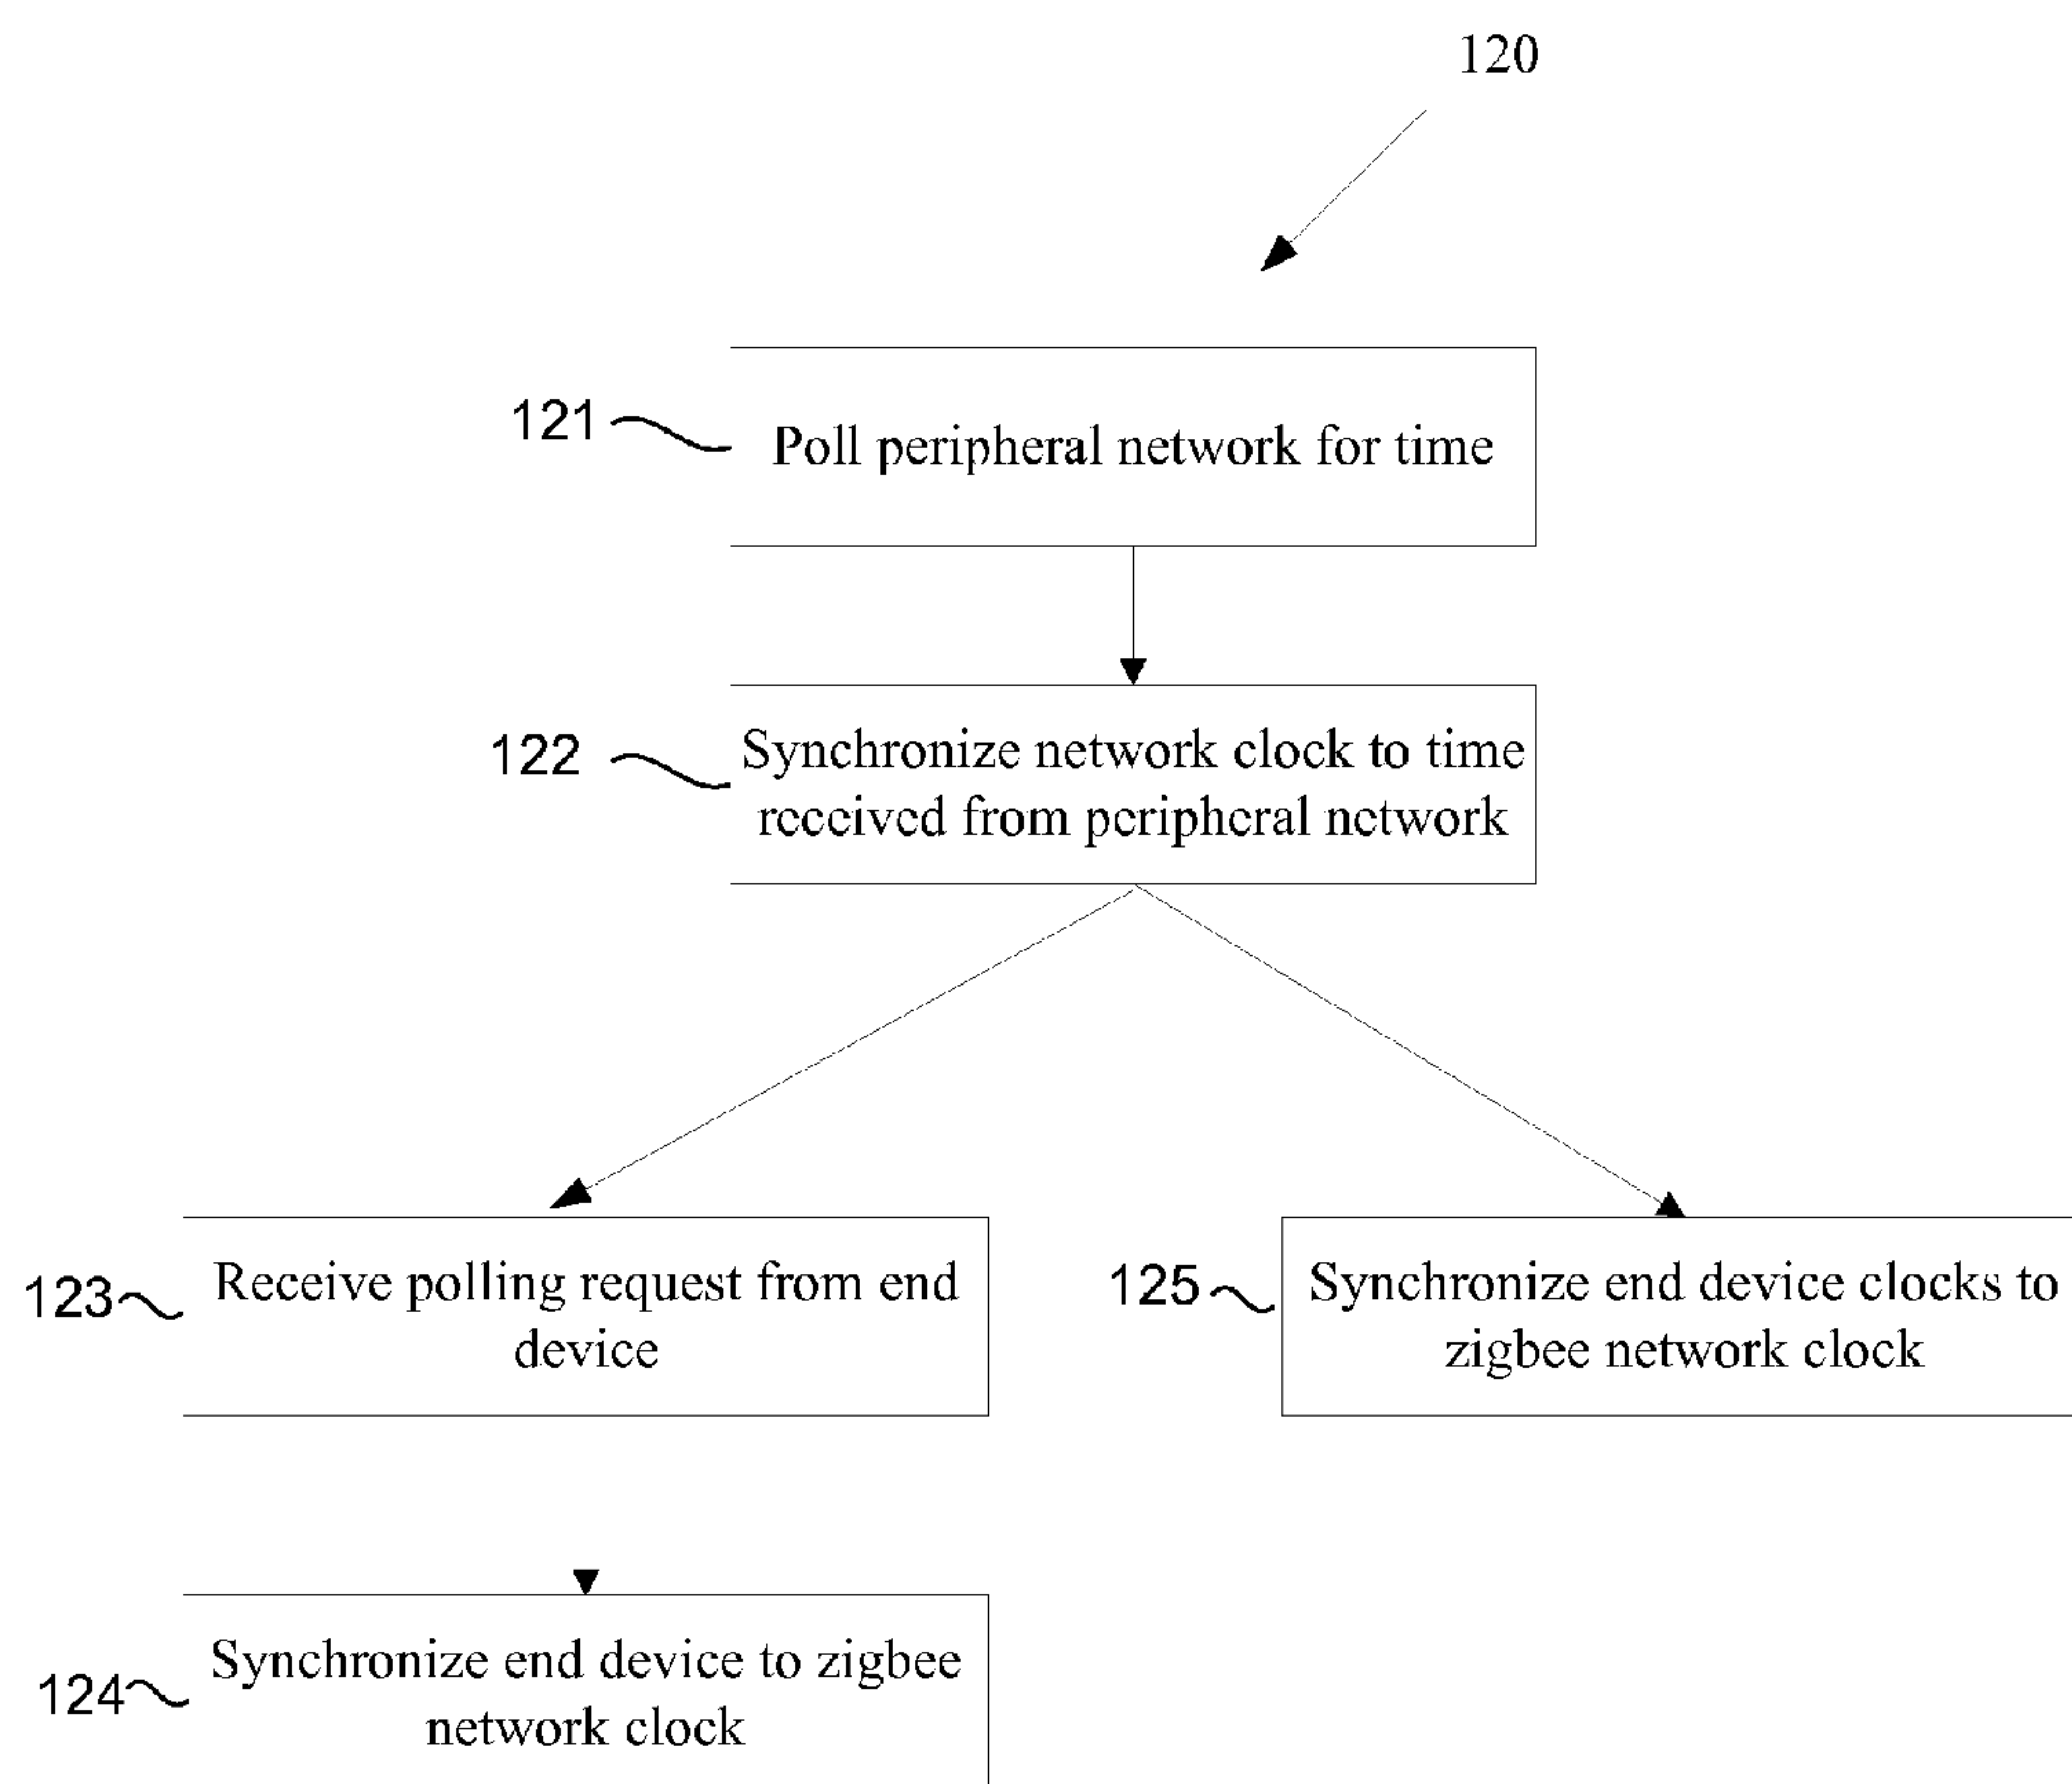 120
121
Poll peripheral network for time
122
Synchronize network clock to time
received from peripheral network
123
Receive polling request from end
device
125
Synchronize end device clocks to
zigbee network clock
124
Synchronize end device to zigbee
network clock